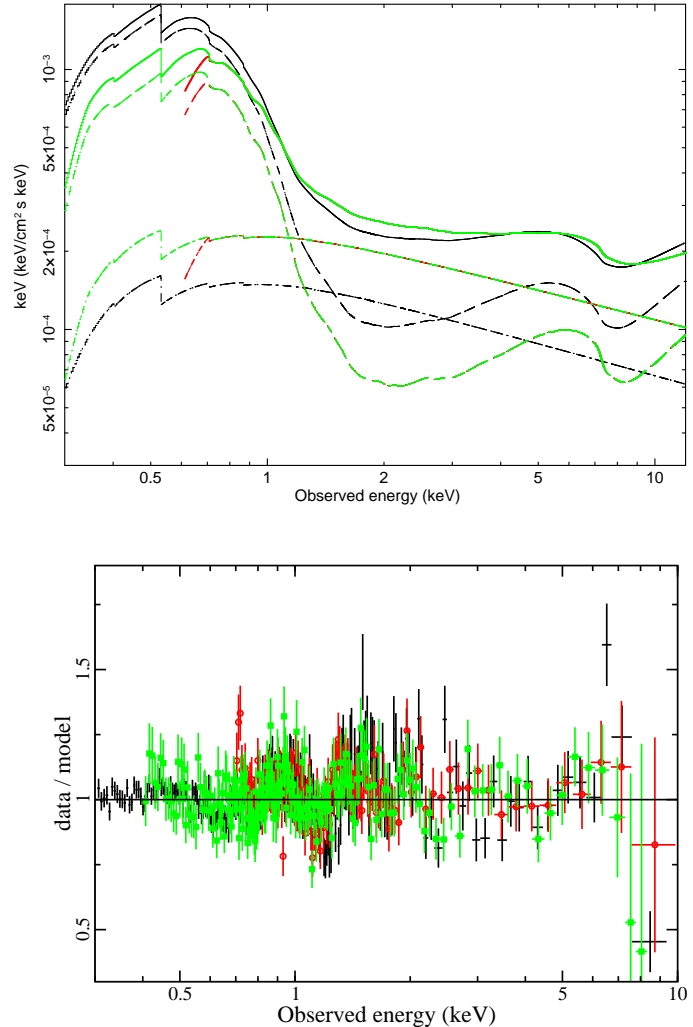 10⁻³
5×10⁻⁴
2×10⁻⁴
10⁻⁴
5×10⁻⁵
keV (keV/cm² s keV)
0.5 1 2 5 10
Observed energy (keV)
1.5
1
0.5
data / model
0.5 1 5 10
Observed energy (keV)